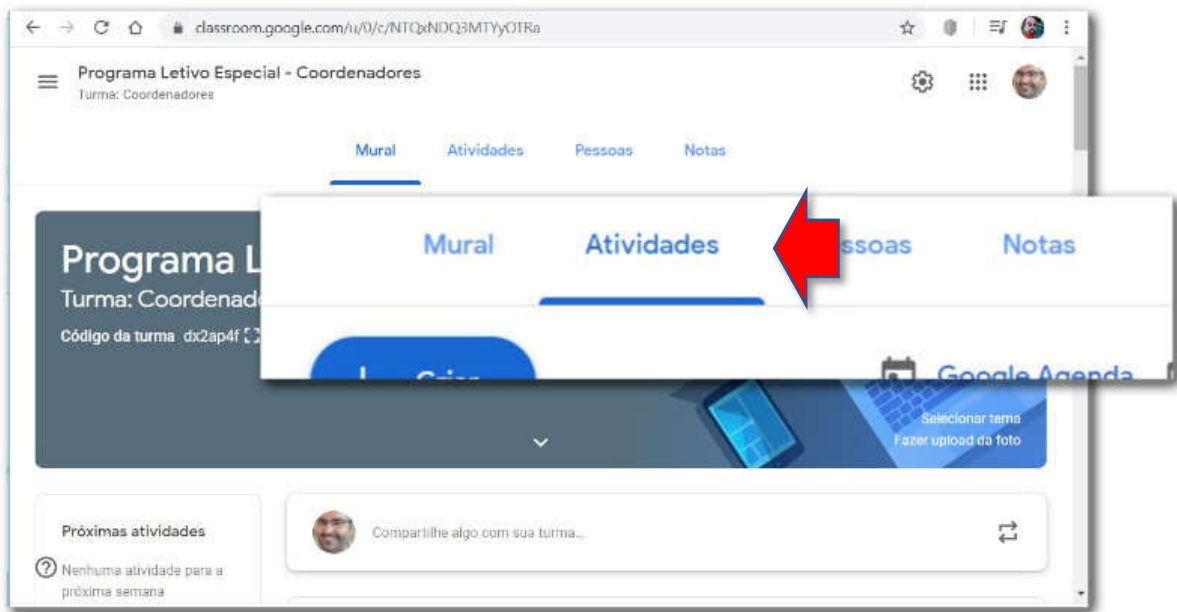 classroom.google.com/u/0/c/NTQxNDQ3MTYyOTRa
Programa Letivo Especial - Coordenadores
Turma: Coordenadores
Mural Atividades Pessoas Notas
Mural Atividades ssoas Notas
Programa L
Turma: Coordenad
Código da turma dx2ap4f
Criar
Google Agenda
Selecionar tema
Fazer upload da foto
Próximas atividades
Compartilhe algo com sua turma...
Nenhuma atividade para a
próxima semana